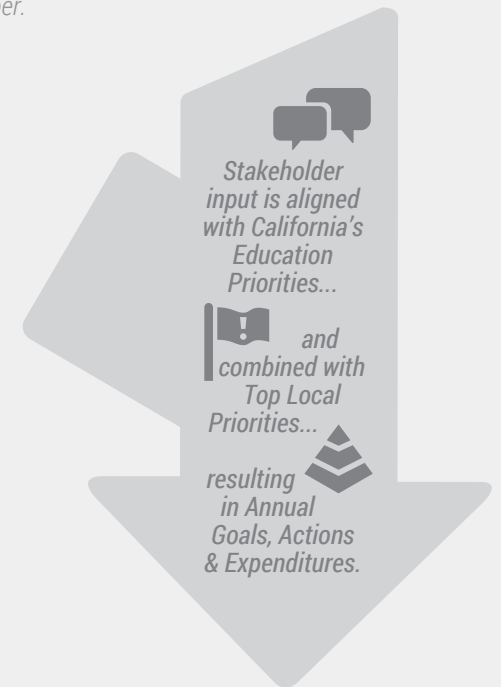 Stakeholder
input is aligned
with California's
Education
Priorities...
!
and
combined with
Top Local
Priorities...
resulting
in Annual
Goals, Actions
& Expenditures.